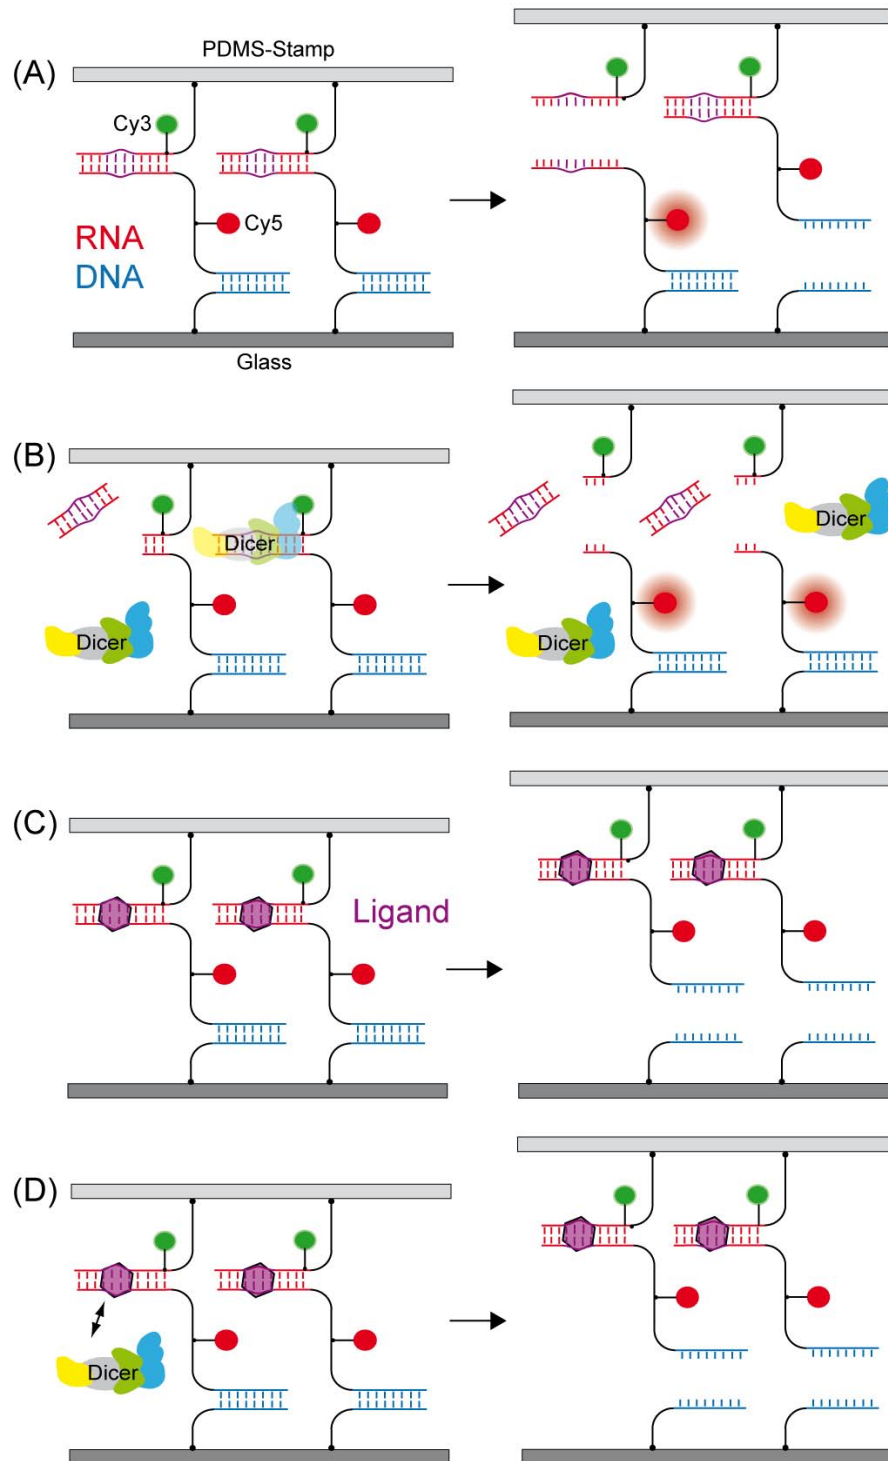 (A)
PDMS-Stamp
Cy3
Cy5
RNA
DNA
Glass
(B)
Dicer
Dicer
Dicer
Dicer
(C)
Ligand
(D)
Dicer